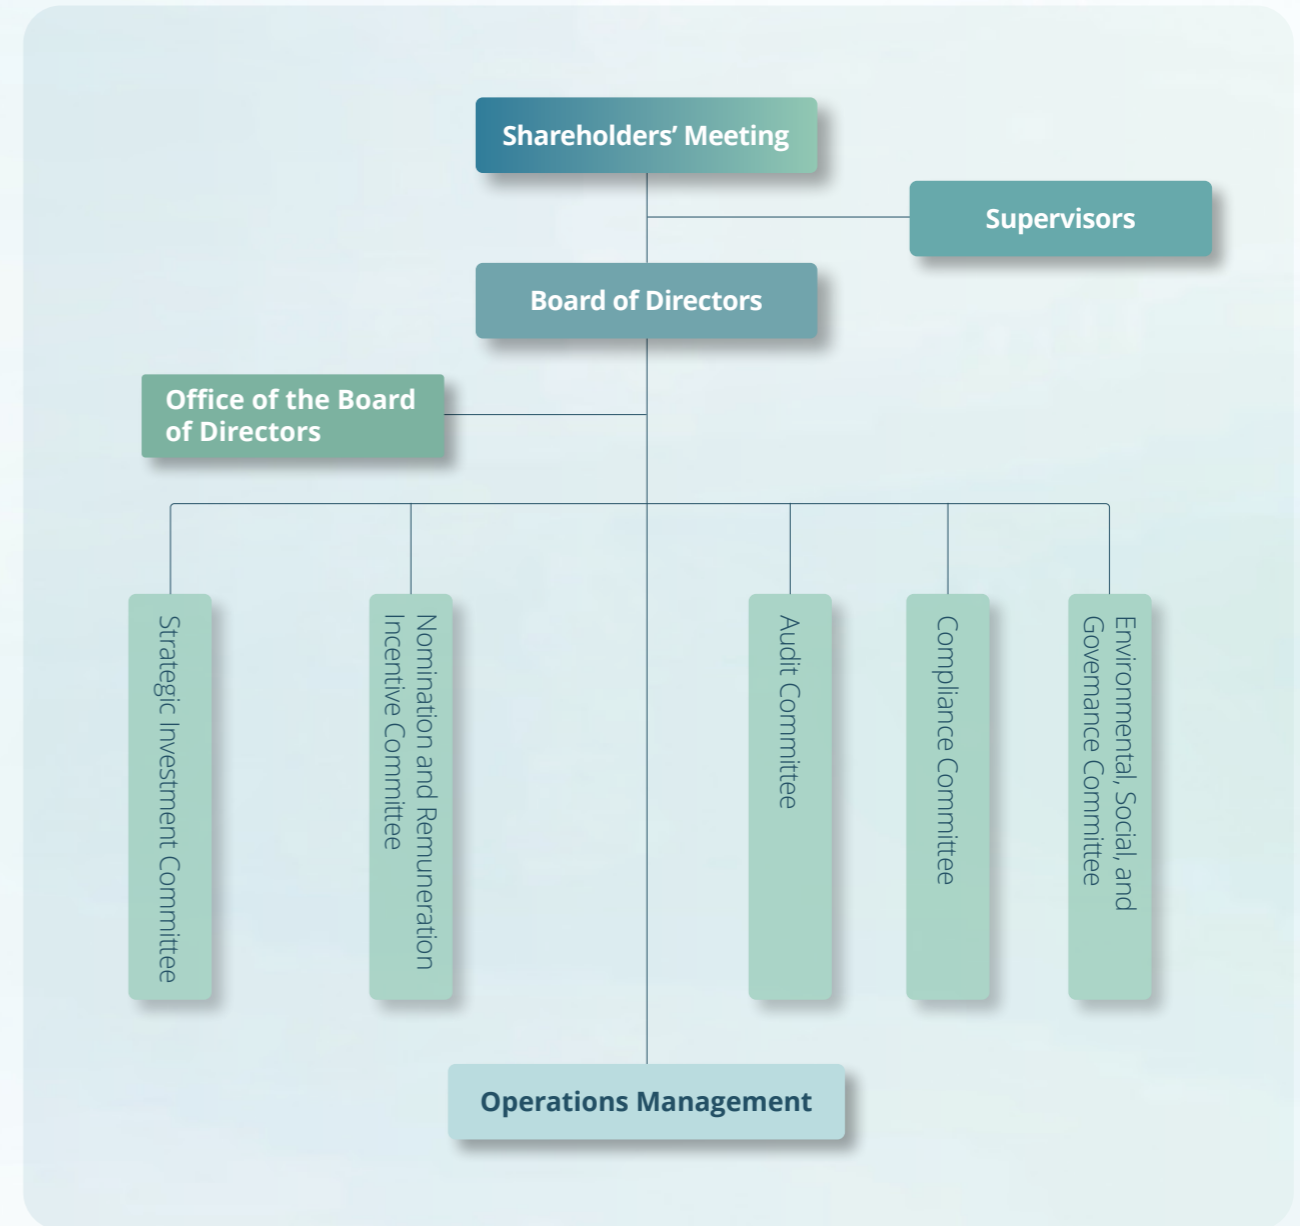 Shareholders’ Meeting
Supervisors
Board of Directors
Office of the Board
of Directors
Strategic Investment Committee
Nomination and Remuneration
Incentive Committee
Audit Committee
Compliance Committee
Environmental, Social, and
Governance Committee
Operations Management